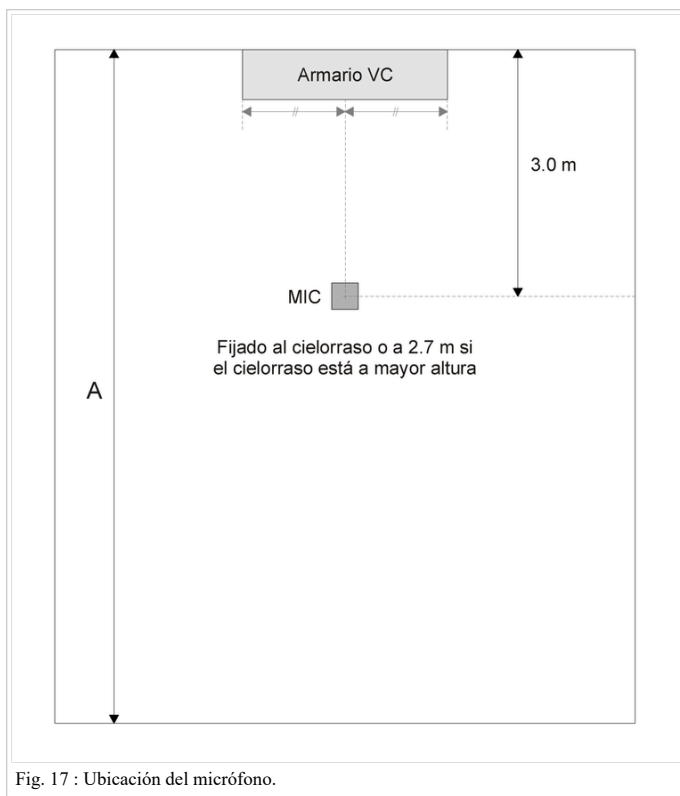 Armario VC
3.0 m
MIC
Fijado al cielorraso o a 2.7 m si
el cielorraso está a mayor altura
A
Fig. 17 : Ubicación del micrófono.